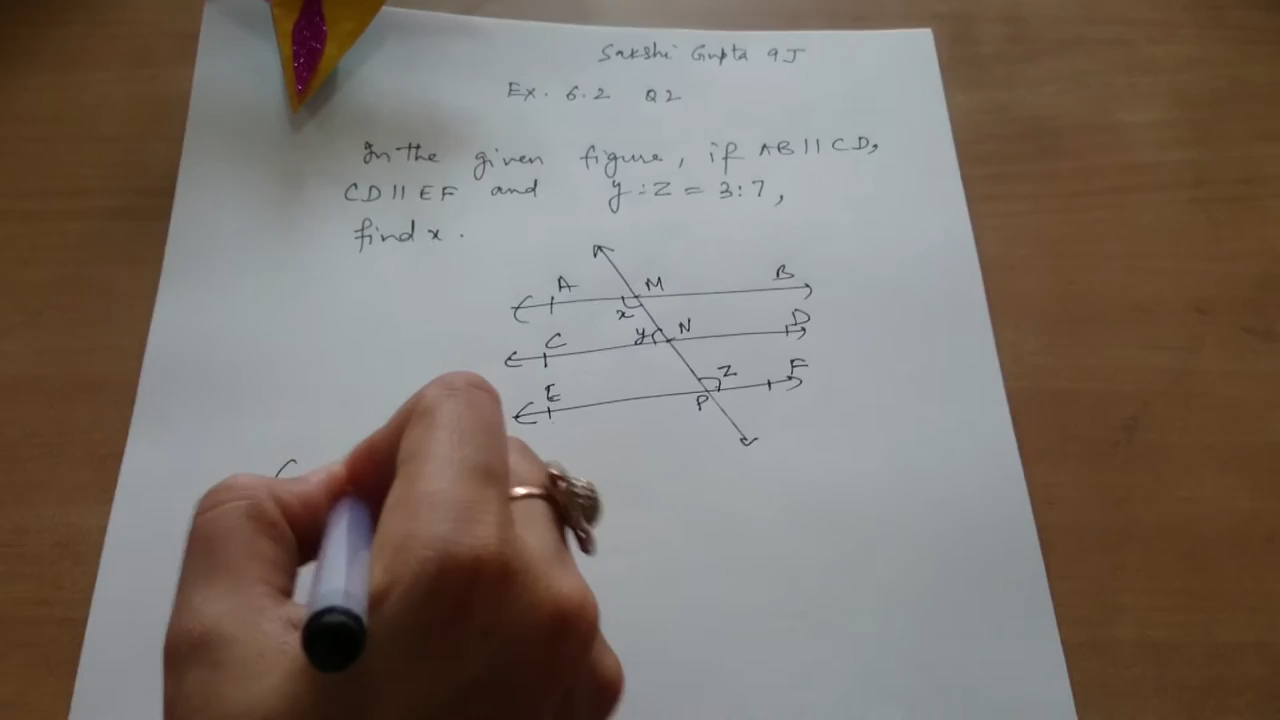 Sakshi Gupta 9J
Ex. 6.2 Q2
In the given figure, if AB||CD,
CD||EF and y:z = 3:7,
find x.
A M B
x
C y N D
E P z F
C